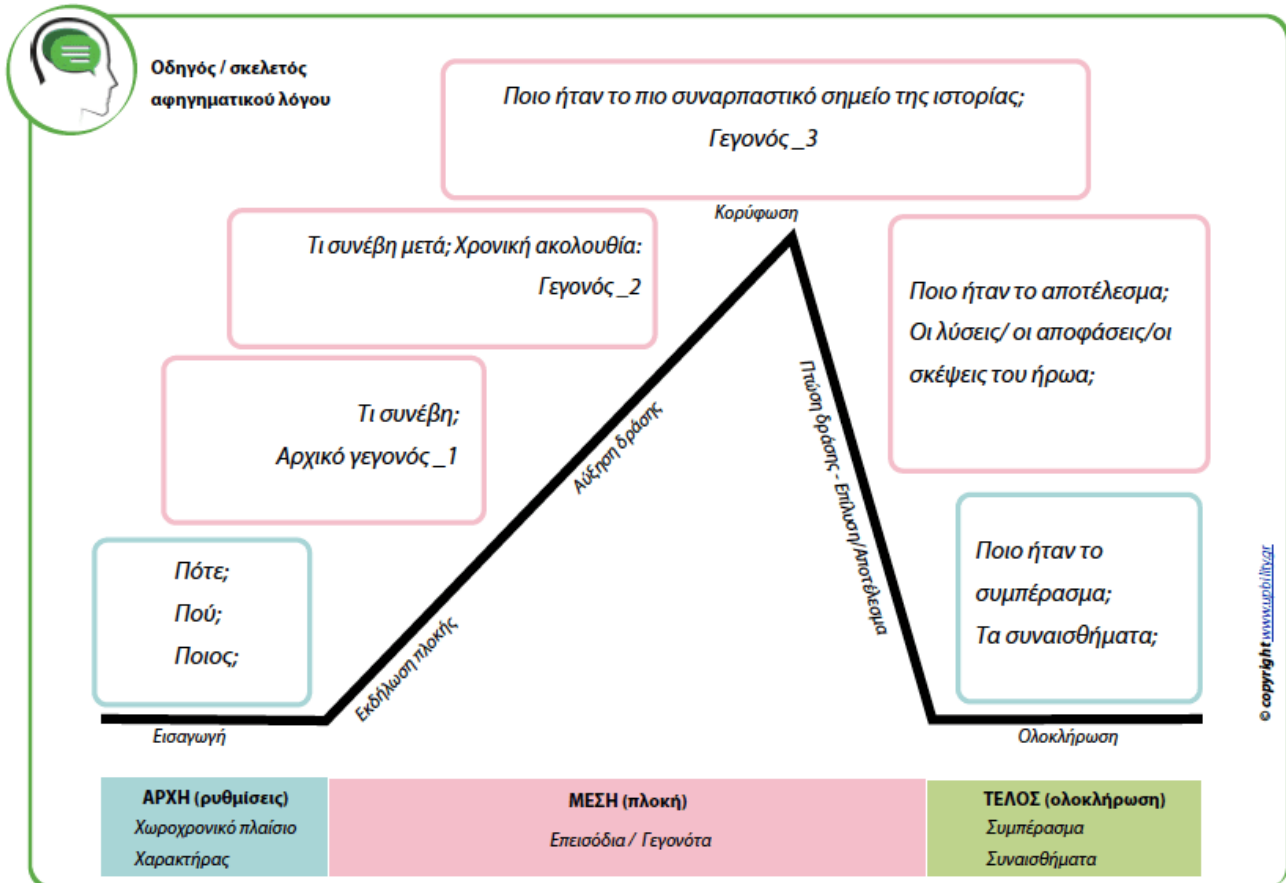 Οδηγός / σκελετός
αφηγηματικού λόγου
Ποιο ήταν το πιο συναρπαστικό σημείο της ιστορίας;
Γεγονός _3
Κορύφωση
Τι συνέβη μετά; Χρονική ακολουθία:
Γεγονός _2
Ποιο ήταν το αποτέλεσμα;
Οι λύσεις/ οι αποφάσεις/οι
σκέψεις του ήρωα;
Τι συνέβη;
Αρχικό γεγονός _1
Αύξηση δράσης
Πτώση δράσης - Επίλυση/Αποτέλεσμα
Πότε;
Πού;
Ποιος;
Εκδήλωση πλοκής
Ποιο ήταν το
συμπέρασμα;
Τα συναισθήματα;
© copyright www.upbility.gr
Εισαγωγή
Ολοκλήρωση
ΑΡΧΗ (ρυθμίσεις)
Χωροχρονικό πλαίσιο
Χαρακτήρας
ΜΕΣΗ (πλοκή)
Επεισόδια / Γεγονότα
ΤΕΛΟΣ (ολοκλήρωση)
Συμπέρασμα
Συναισθήματα